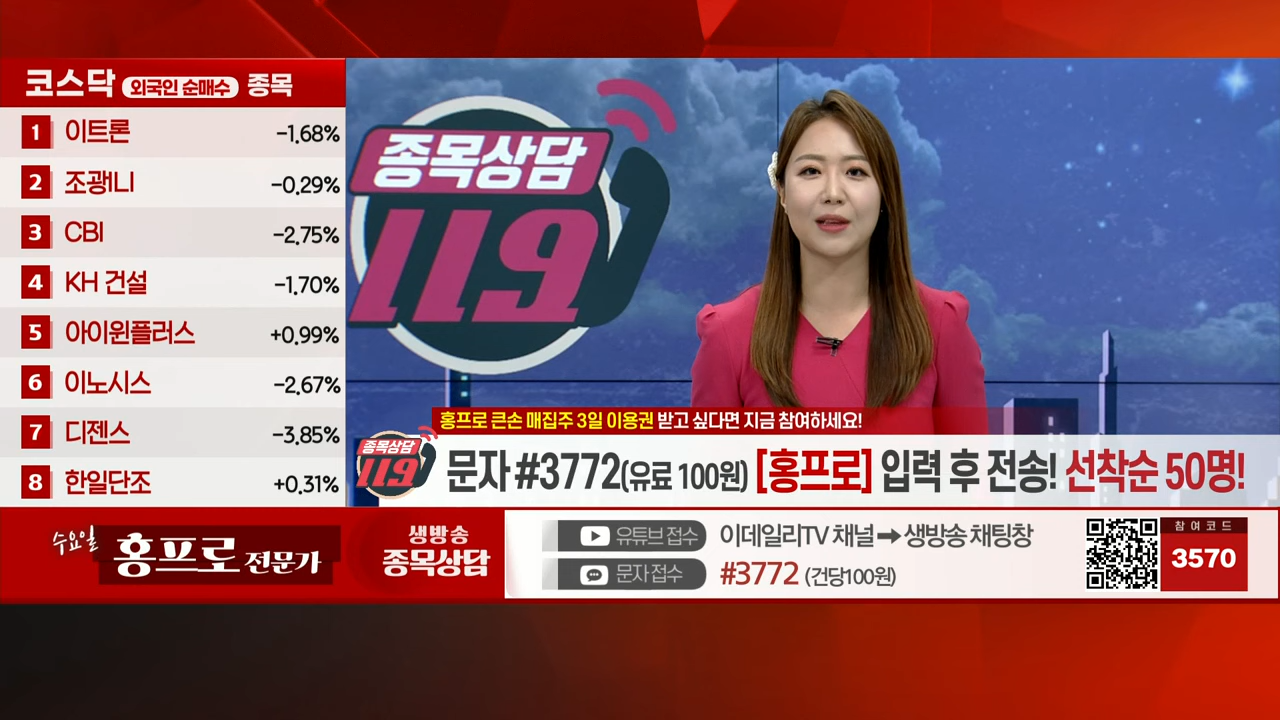 코스닥 외국인 순매수 종목
1 이트론 -1.68%
2 조광ILI -0.29%
3 CBI -2.75%
4 KH 건설 -1.70%
5 아이윈플러스 +0.99%
6 이노시스 -2.67%
7 디젠스 -3.85%
8 한일단조 +0.31%
종목상담
119
홍프로 큰손 매집주 3일 이용권 받고 싶다면 지금 참여하세요!
종목상담
119
문자 #3772(유료 100원) [홍프로] 입력 후 전송! 선착순 50명!
수요일 홍프로 전문가
생방송
종목상담
유튜브 접수 이데일리TV 채널 ➡ 생방송 채팅창
문자 접수 #3772 (건당100원)
참여코드
3570